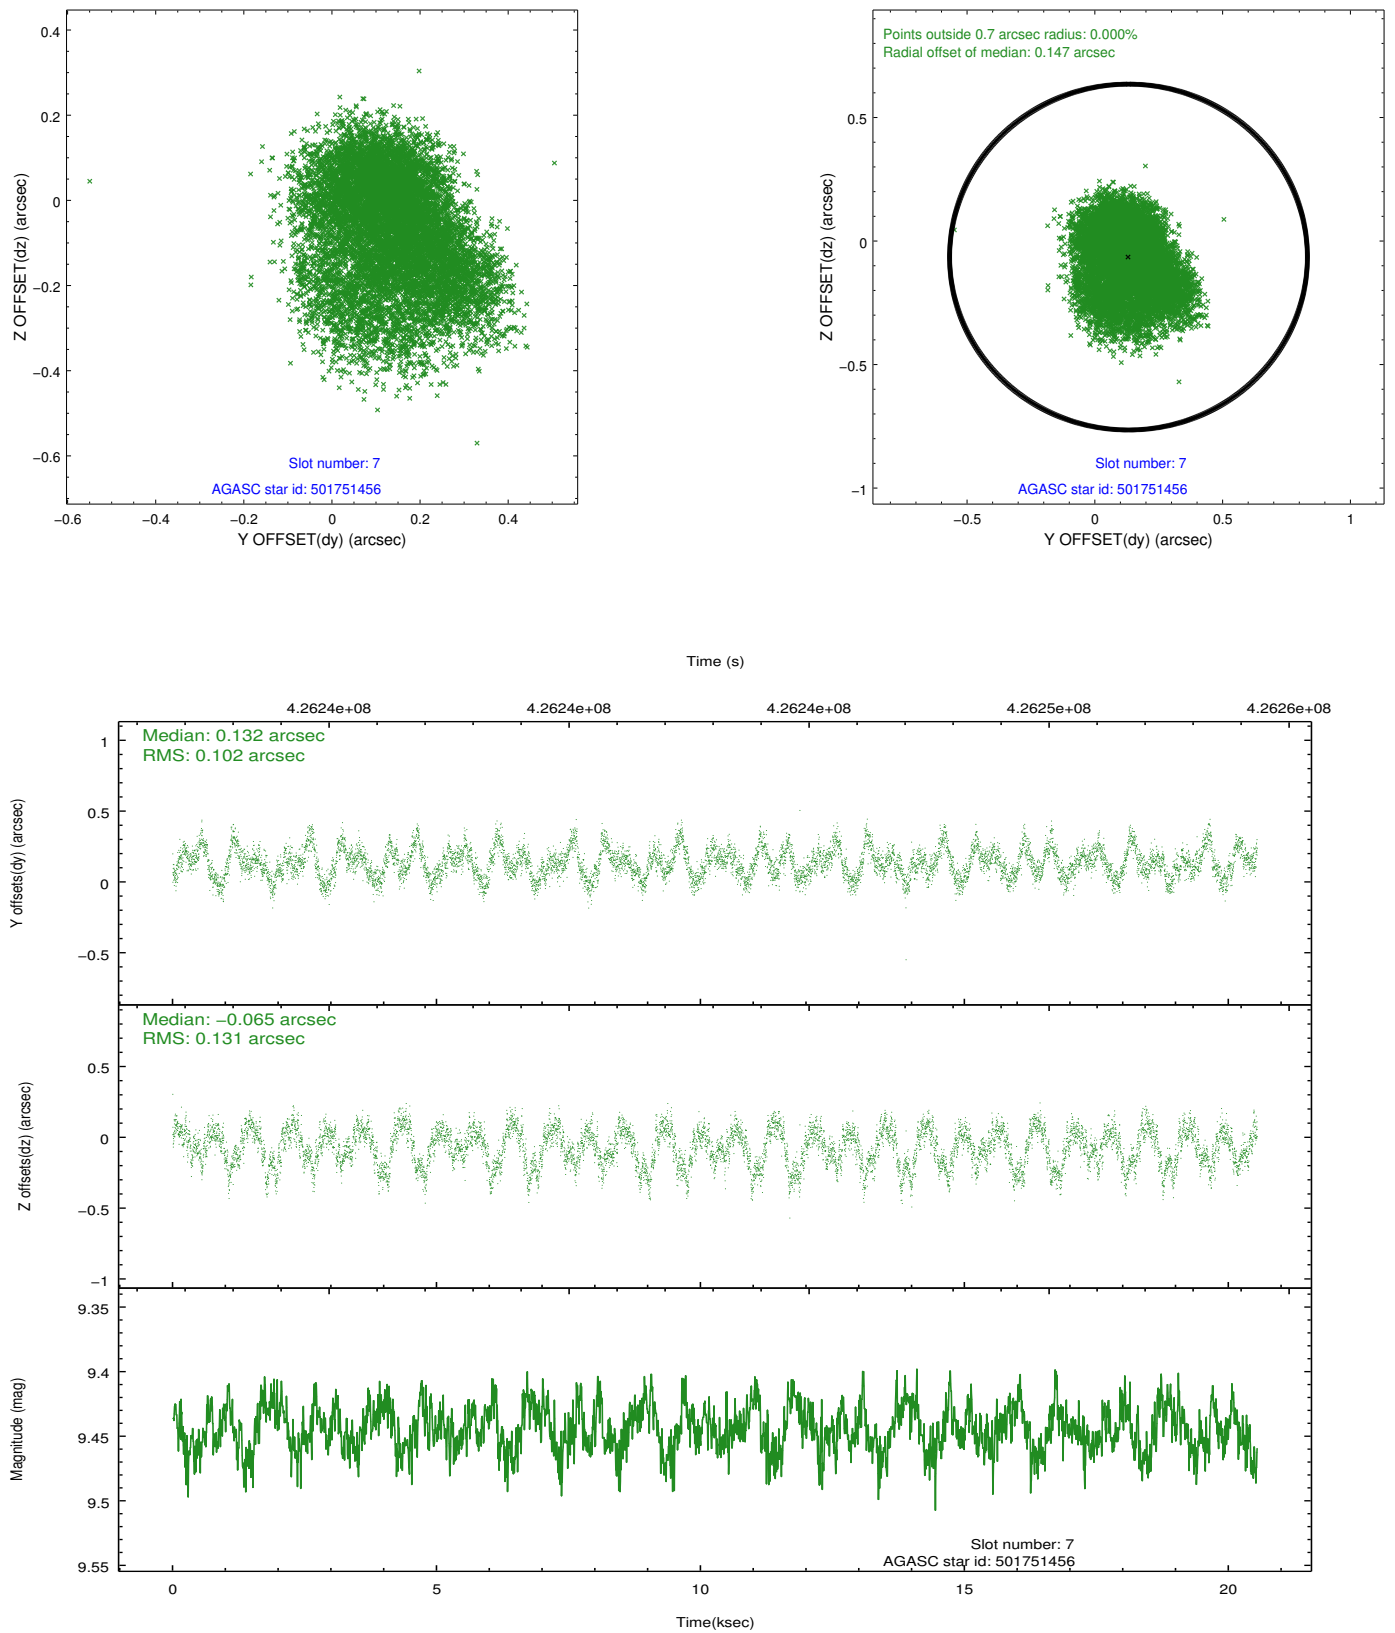 0.4
0.2
0
−0.2
−0.4
−0.6
Z OFFSET(dz) (arcsec)
Slot number: 7
AGASC star id: 501751456
−0.6
−0.4
−0.2
0
0.2
0.4
Y OFFSET(dy) (arcsec)
Points outside 0.7 arcsec radius: 0.000%
Radial offset of median: 0.147 arcsec
0.5
0
−0.5
−1
Z OFFSET(dz) (arcsec)
Slot number: 7
AGASC star id: 501751456
−0.5
0
0.5
1
Y OFFSET(dy) (arcsec)
Time (s)
4.2624e+08
4.2624e+08
4.2624e+08
4.2625e+08
4.2626e+08
Median: 0.132 arcsec
RMS: 0.102 arcsec
1
0.5
0
−0.5
Y offsets(dy) (arcsec)
Median: −0.065 arcsec
RMS: 0.131 arcsec
0.5
0
−0.5
−1
Z offsets(dz) (arcsec)
9.35
9.4
9.45
9.5
9.55
Magnitude (mag)
Slot number: 7
AGASC star id: 501751456
0
5
10
15
20
Time(ksec)